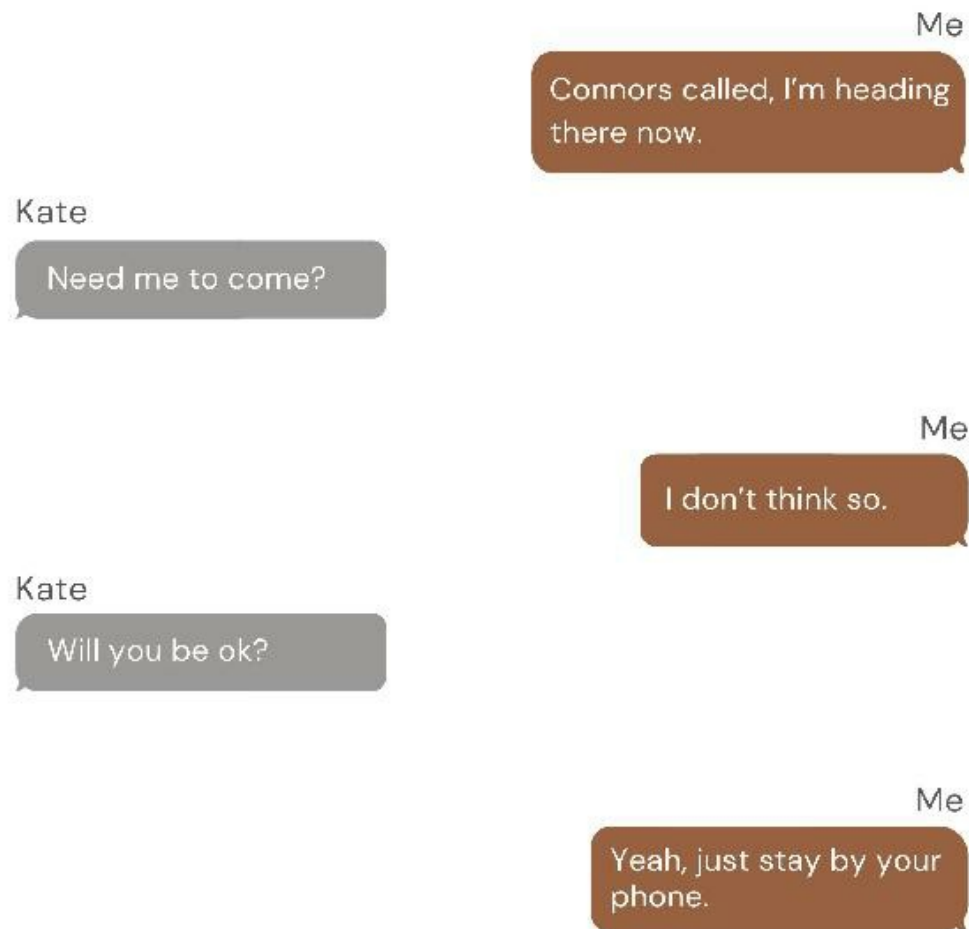 Me
Connors called, I'm heading
there now.
Kate
Need me to come?
Me
I don't think so.
Kate
Will you be ok?
Me
Yeah, just stay by your
phone.